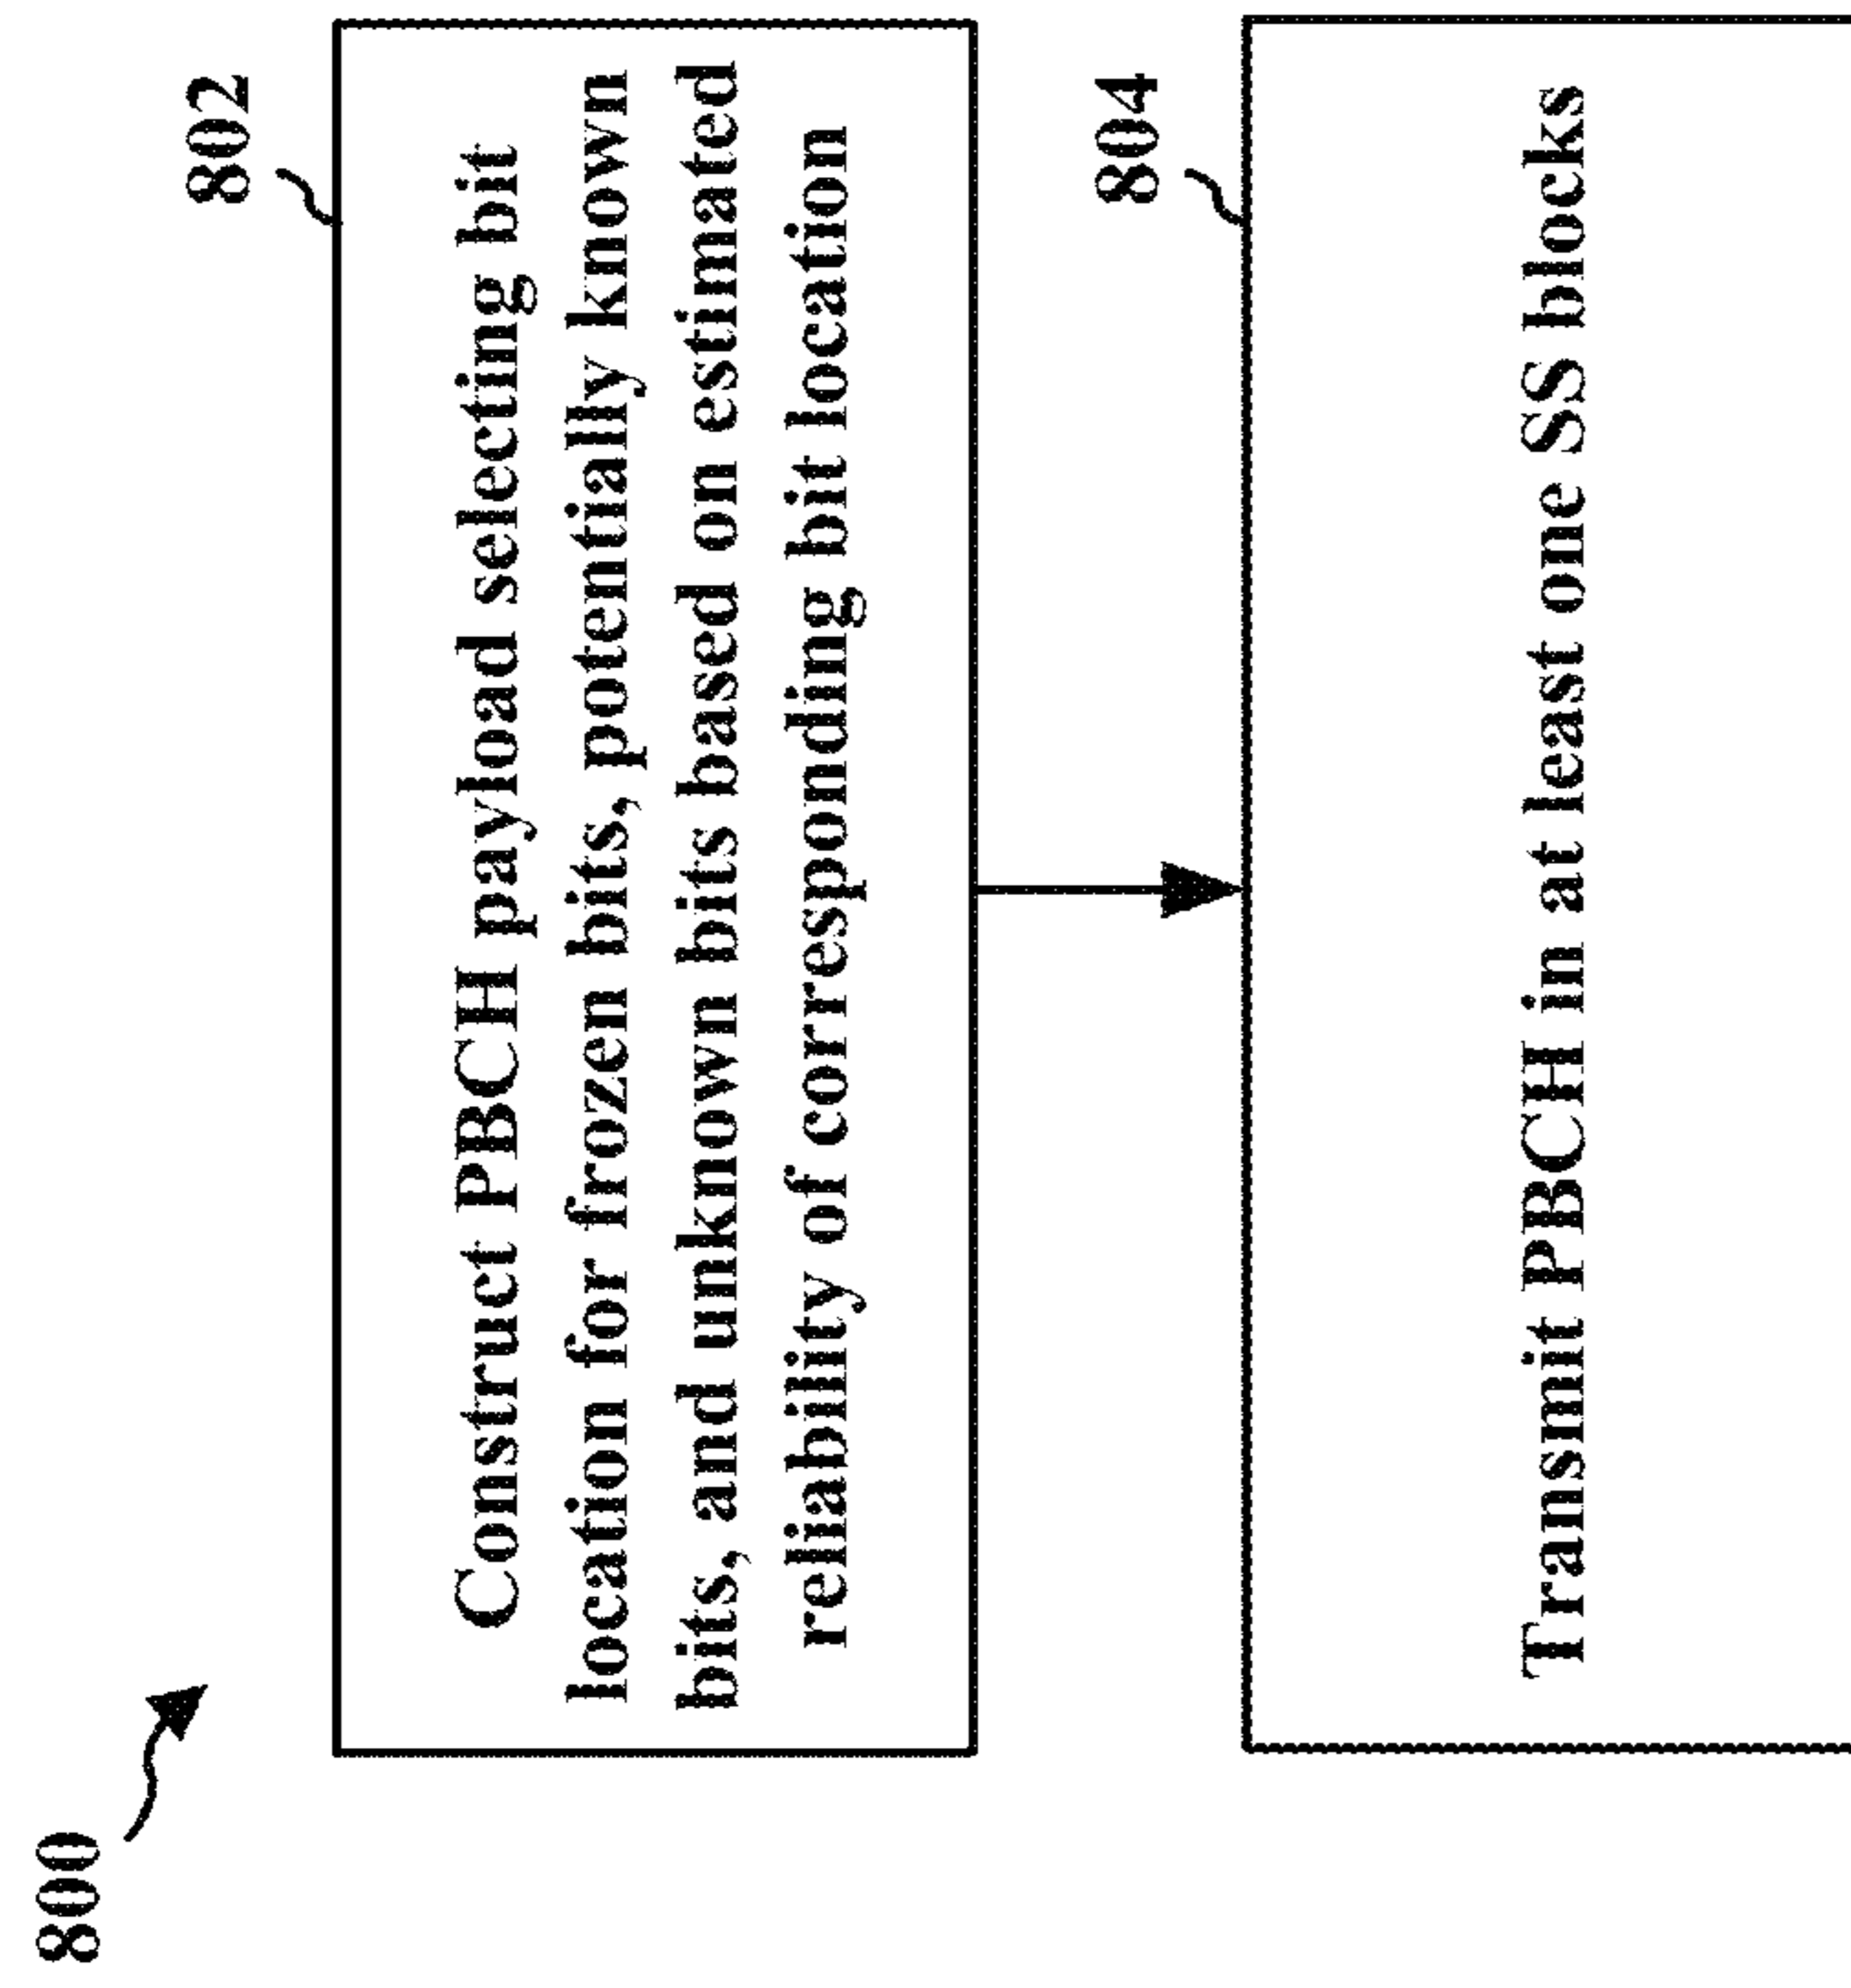 800
802
Construct PBCH payload selecting bit
location for frozen bits, potentially known
bits, and unknown bits based on estimated
reliability of corresponding bit location
804
Transmit PBCH in at least one SS blocks